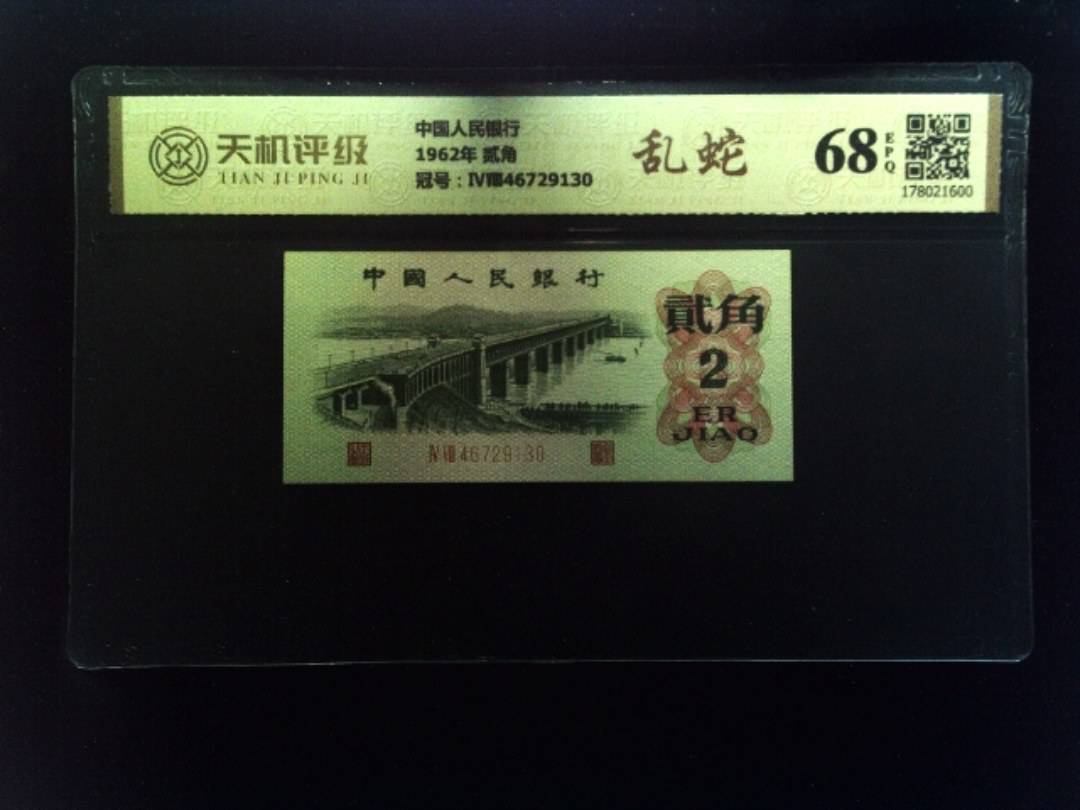 天机评级
TIAN JI PING JI
中国人民银行
1962年 贰角
冠号：ⅣⅧ46729130
乱蛇
68
EPQ
178021600
中國人民銀行
貳角
2
ER
JIAO
ⅣⅧ46729130